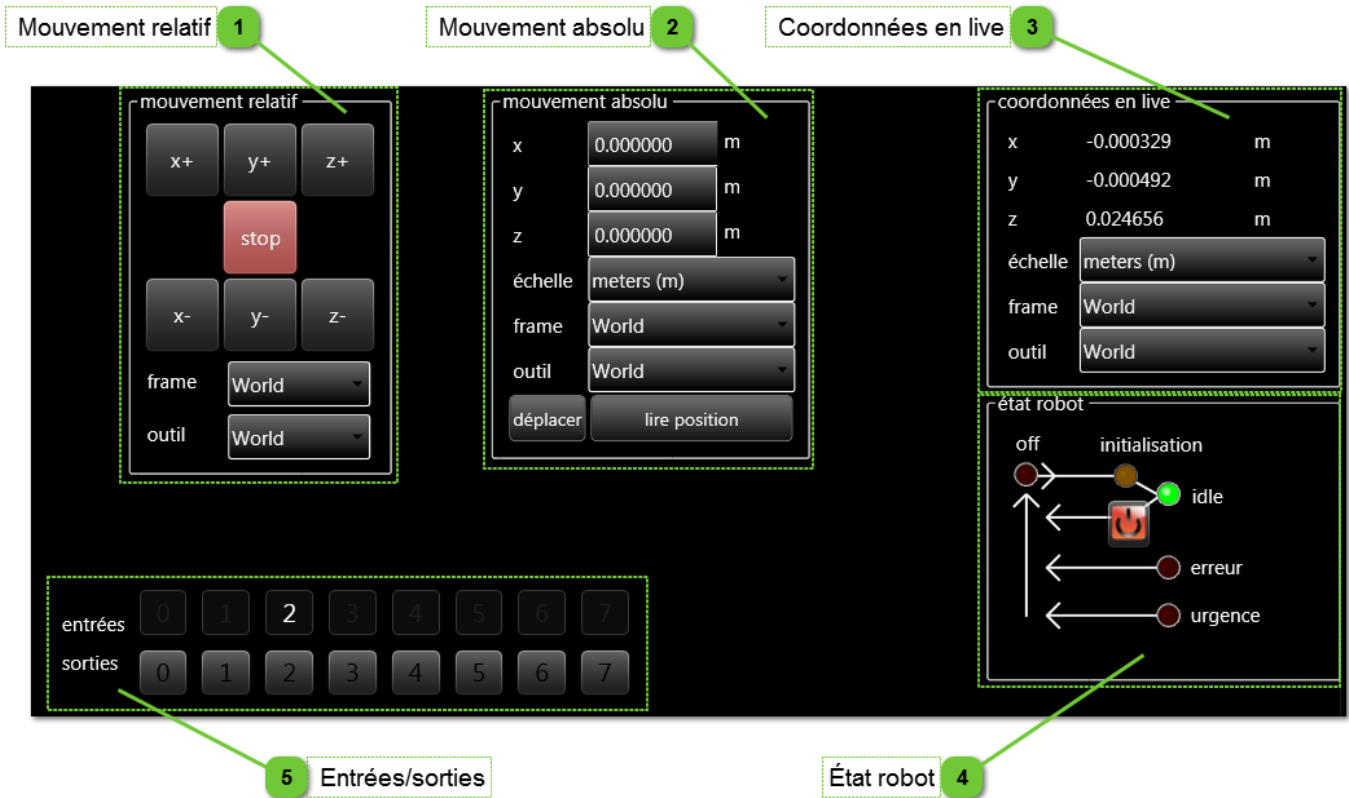 Mouvement relatif 1
Mouvement absolu 2
Coordonnées en live 3
mouvement relatif
x+ y+ z+
stop
x- y- z-
frame World
outil World
mouvement absolu
x 0.000000 m
y 0.000000 m
z 0.000000 m
échelle meters (m)
frame World
outil World
déplacer lire position
coordonnées en live
x -0.000329 m
y -0.000492 m
z 0.024656 m
échelle meters (m)
frame World
outil World
état robot
off initialisation
idle
erreur
urgence
entrées 0 1 2 3 4 5 6 7
sorties 0 1 2 3 4 5 6 7
5 Entrées/sorties
État robot 4